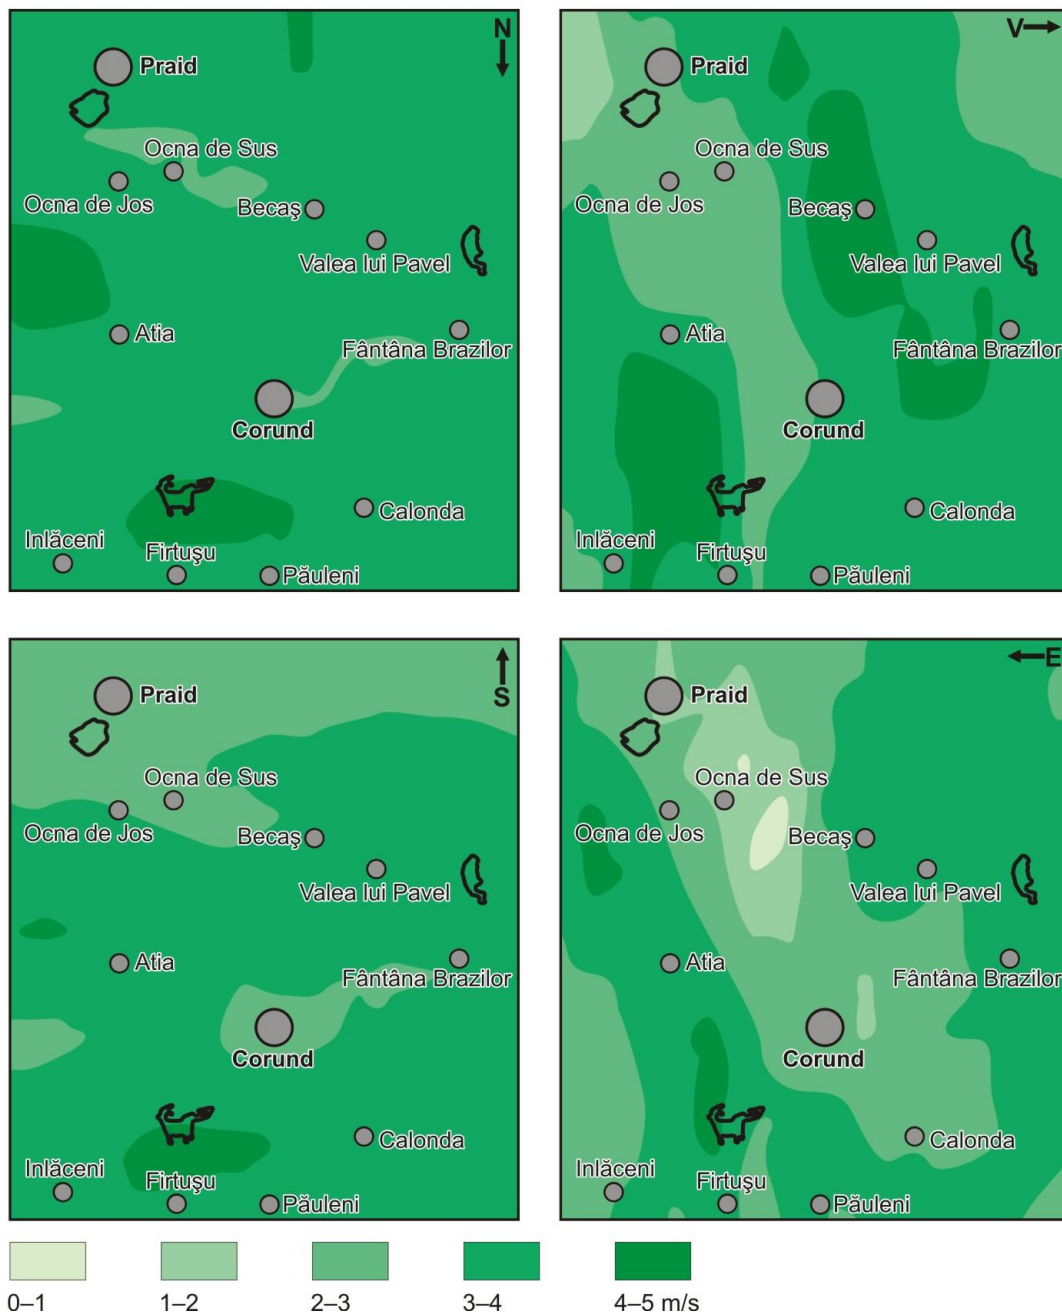 N
Praid
Ocna de Sus
Ocna de Jos
Becaş
Valea lui Pavel
Atia
Fântâna Brazilor
Corund
Calonda
Inlăceni
Firtuşu
Păuleni
V
Praid
Ocna de Sus
Ocna de Jos
Becaş
Valea lui Pavel
Atia
Fântâna Brazilor
Corund
Calonda
Inlăceni
Firtuşu
Păuleni
S
Praid
Ocna de Sus
Ocna de Jos
Becaş
Valea lui Pavel
Atia
Fântâna Brazilor
Corund
Calonda
Inlăceni
Firtuşu
Păuleni
E
Praid
Ocna de Sus
Ocna de Jos
Becaş
Valea lui Pavel
Atia
Fântâna Brazilor
Corund
Calonda
Inlăceni
Firtuşu
Păuleni
0–1 1–2 2–3 3–4 4–5 m/s